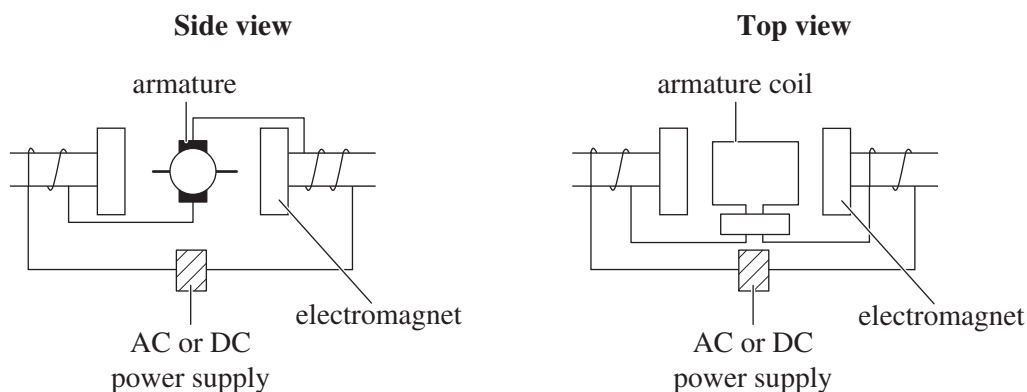 Side view
armature
electromagnet
AC or DC
power supply
Top view
armature coil
electromagnet
AC or DC
power supply